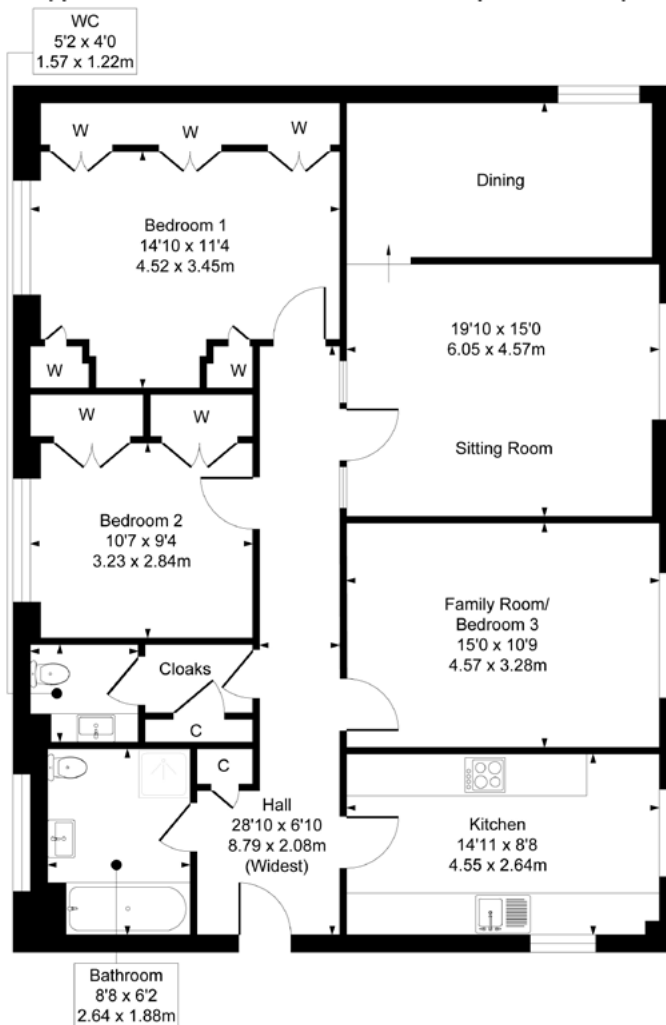 WC
5'2 x 4'0
1.57 x 1.22m
W
W
W
Dining
Bedroom 1
14'10 x 11'4
4.52 x 3.45m
19'10 x 15'0
6.05 x 4.57m
W
W
W
W
Sitting Room
Bedroom 2
10'7 x 9'4
3.23 x 2.84m
Family Room/
Bedroom 3
15'0 x 10'9
4.57 x 3.28m
Cloaks
C
C
Hall
28'10 x 6'10
8.79 x 2.08m
(Widest)
Kitchen
14'11 x 8'8
4.55 x 2.64m
Bathroom
8'8 x 6'2
2.64 x 1.88m